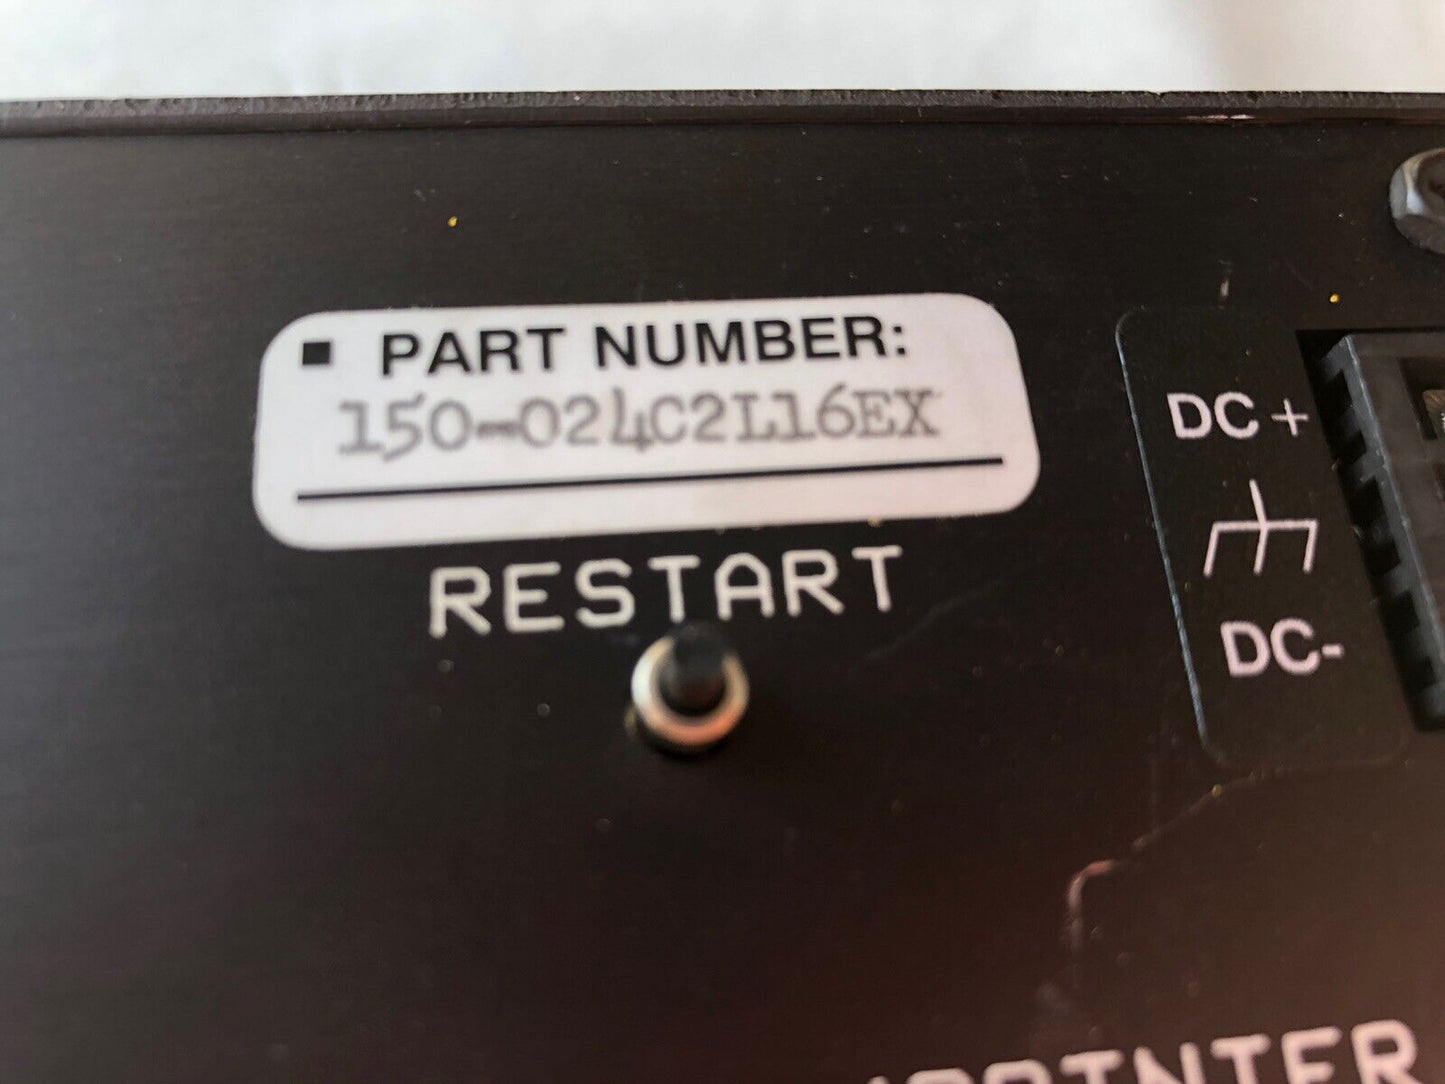 PART NUMBER:
150-024C2L16EX
RESTART
DC+
DC-